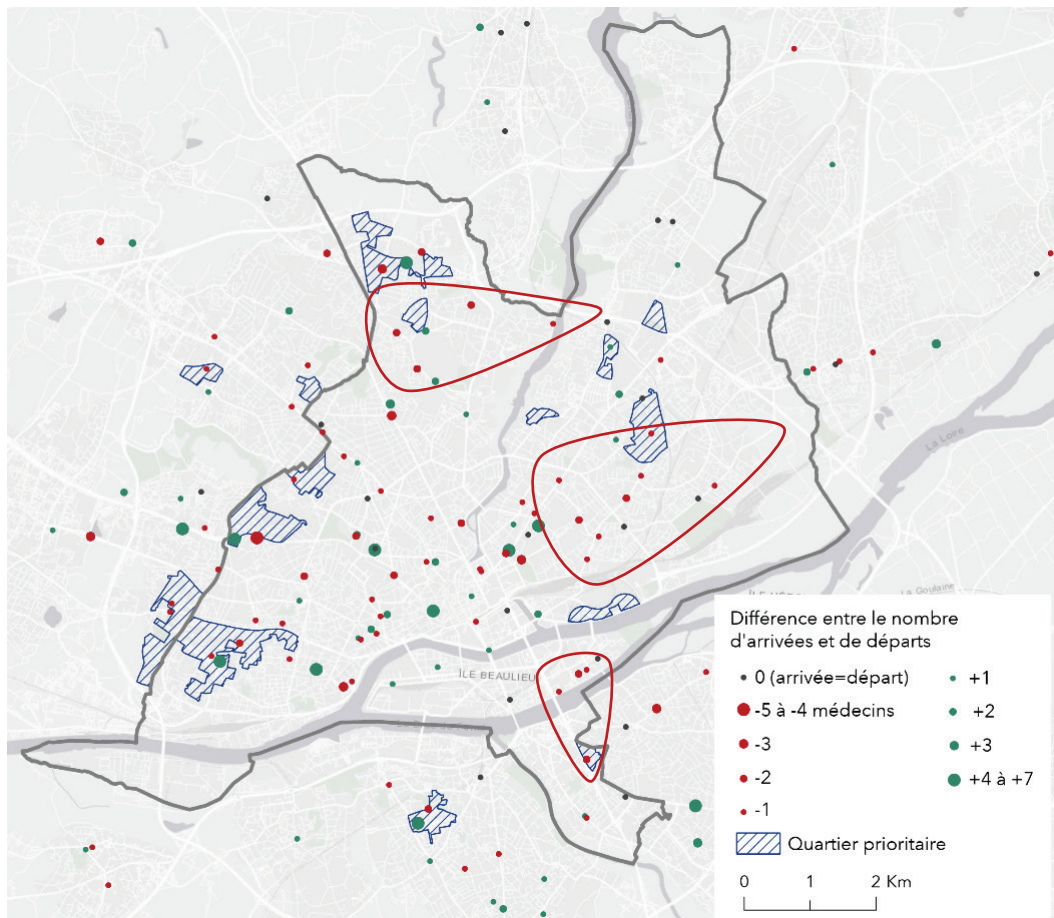 La Loire
La Goulaine
ÎLE BEAULIEU
Différence entre le nombre
d'arrivées et de départs
0 (arrivée=départ)
-5 à -4 médecins
-3
-2
-1
+1
+2
+3
+4 à +7
Quartier prioritaire
0 1 2 Km